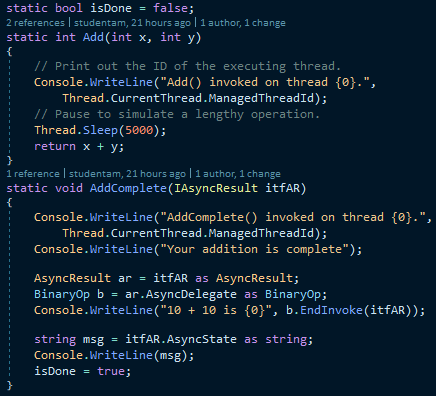 static bool isDone = false;
2 references | studentam, 21 hours ago | 1 author, 1 change
static int Add(int x, int y)
{
// Print out the ID of the executing thread.
Console.WriteLine("Add() invoked on thread {0}.",
Thread.CurrentThread.ManagedThreadId);
// Pause to simulate a lengthy operation.
Thread.Sleep(5000);
return x + y;
}
1 reference | studentam, 21 hours ago | 1 author, 1 change
static void AddComplete(IAsyncResult itfAR)
{
Console.WriteLine("AddComplete() invoked on thread {0}.",
Thread.CurrentThread.ManagedThreadId);
Console.WriteLine("Your addition is complete");
AsyncResult ar = itfAR as AsyncResult;
BinaryOp b = ar.AsyncDelegate as BinaryOp;
Console.WriteLine("10 + 10 is {0}", b.EndInvoke(itfAR));
string msg = itfAR.AsyncState as string;
Console.WriteLine(msg);
isDone = true;
}